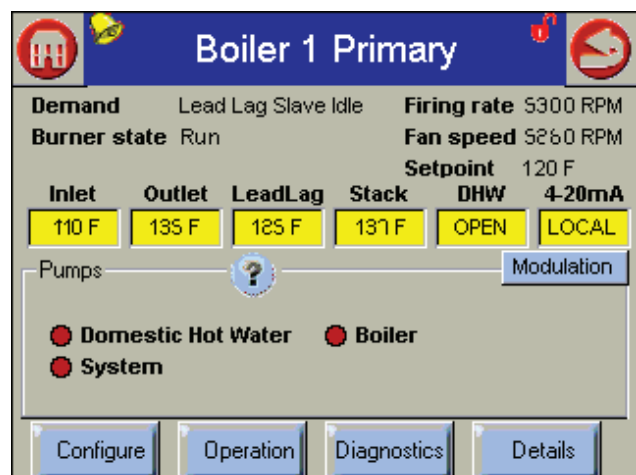 Boiler 1 Primary
Demand Lead Lag Slave Idle Firing rate 5300 RPM
Burner state Run Fan speed 5260 RPM
Setpoint 120 F
Inlet Outlet LeadLag Stack DHW 4-20mA
110 F 135 F 125 F 137 F OPEN LOCAL
Pumps ? Modulation
Domestic Hot Water Boiler
System
Configure Operation Diagnostics Details